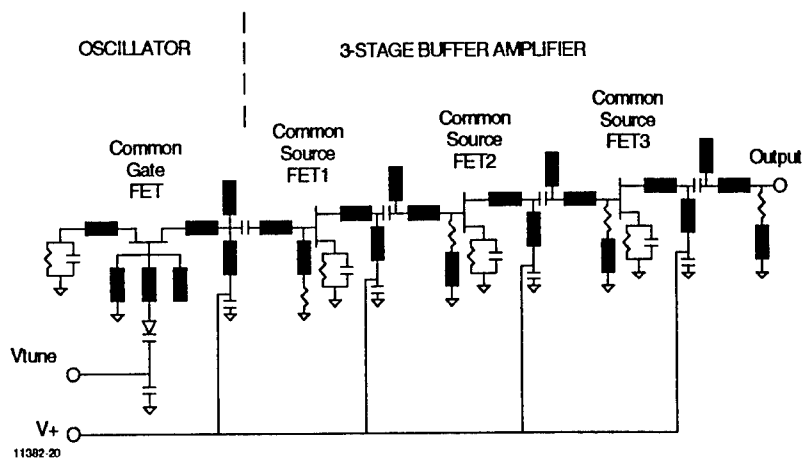 OSCILLATOR
3-STAGE BUFFER AMPLIFIER
Common
Gate
FET
Common
Source
FET1
Common
Source
FET2
Common
Source
FET3
Output
Vtune
V+
11382-20